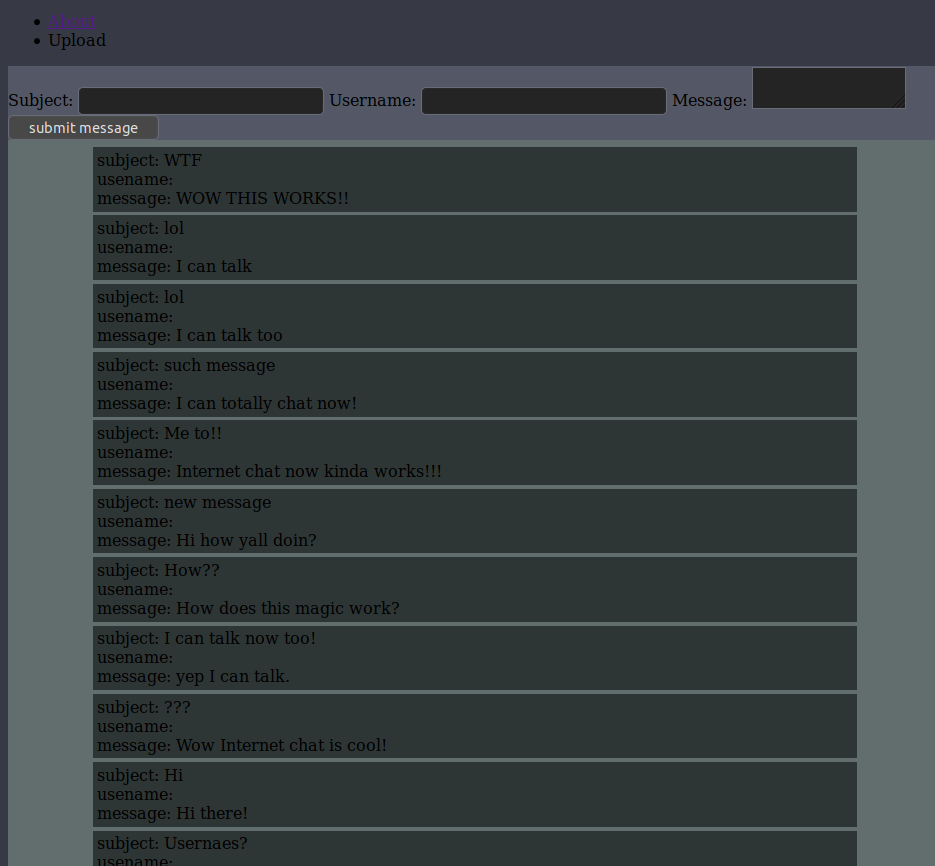 About
Upload
Subject: Username: Message:
submit message
subject: WTF
usename:
message: WOW THIS WORKS!!
subject: lol
usename:
message: I can talk
subject: lol
usename:
message: I can talk too
subject: such message
usename:
message: I can totally chat now!
subject: Me to!!
usename:
message: Internet chat now kinda works!!!
subject: new message
usename:
message: Hi how yall doin?
subject: How??
usename:
message: How does this magic work?
subject: I can talk now too!
usename:
message: yep I can talk.
subject: ???
usename:
message: Wow Internet chat is cool!
subject: Hi
usename:
message: Hi there!
subject: Usernaes?
usename: